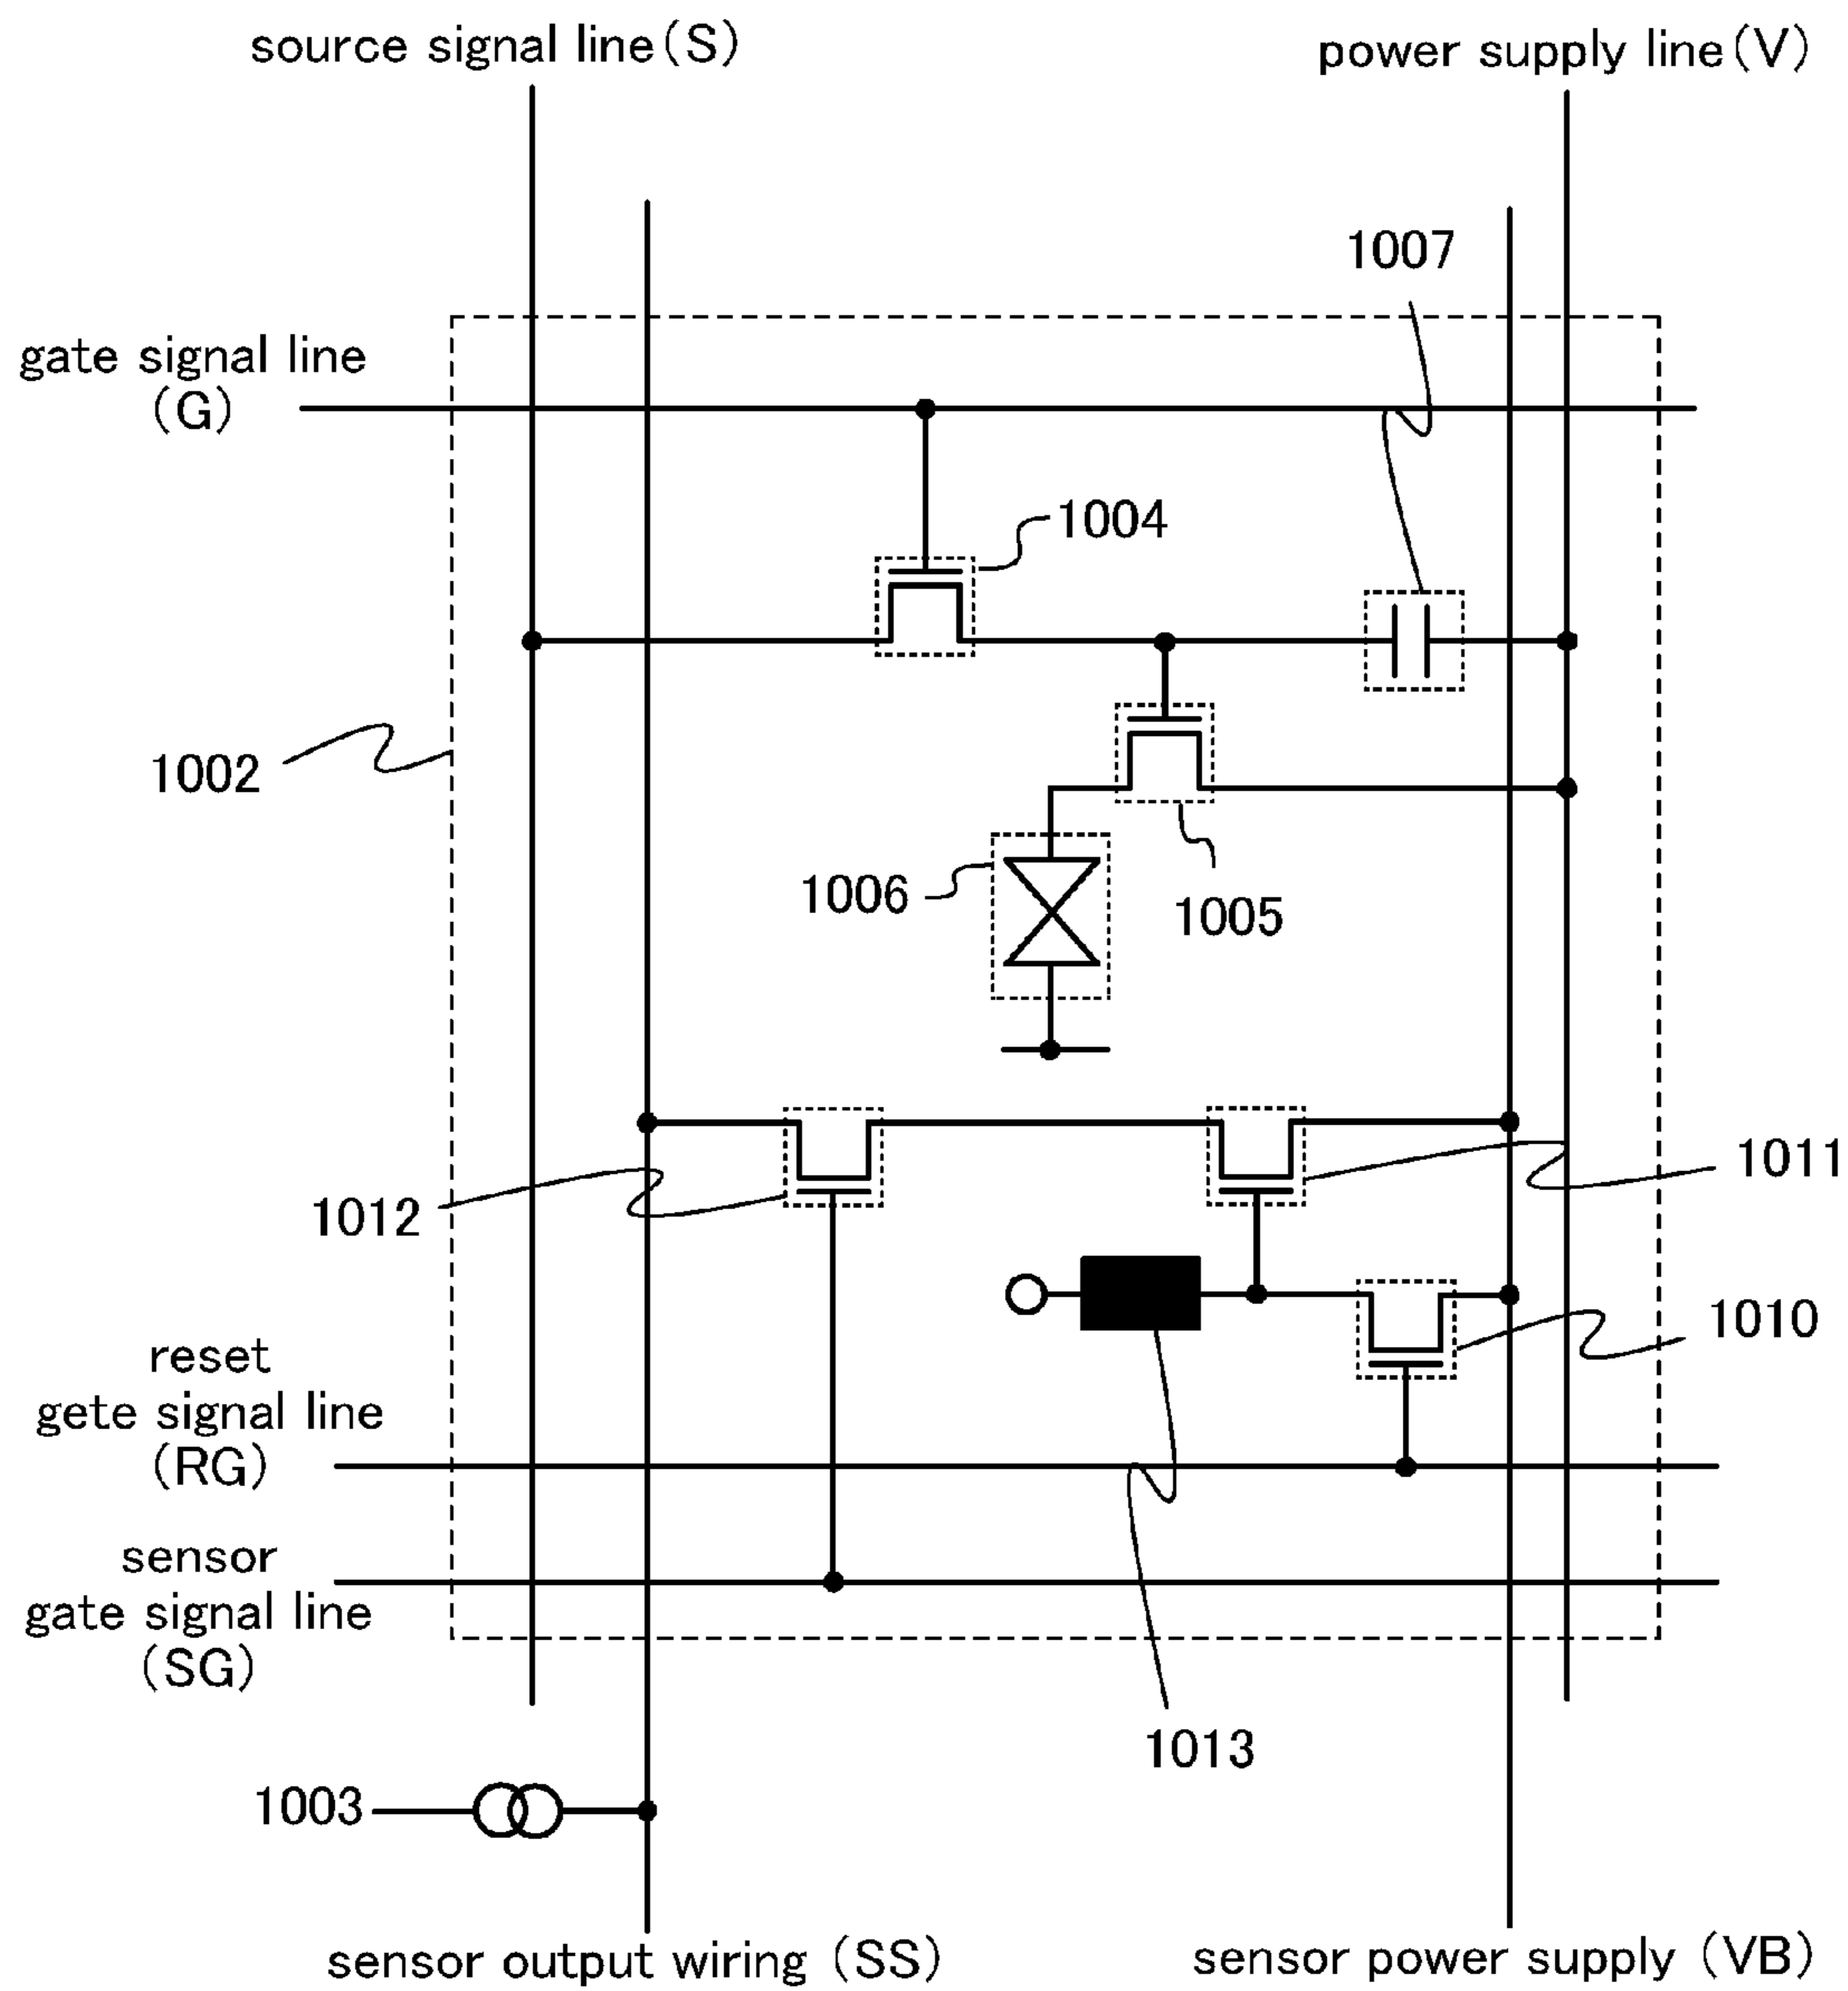 source signal line(S)
power supply line(V)
1007
gate signal line
(G)
1004
1002
1006
1005
1011
1012
1010
reset
gete signal line
(RG)
sensor
gate signal line
(SG)
1013
1003
sensor output wiring (SS)
sensor power supply (VB)